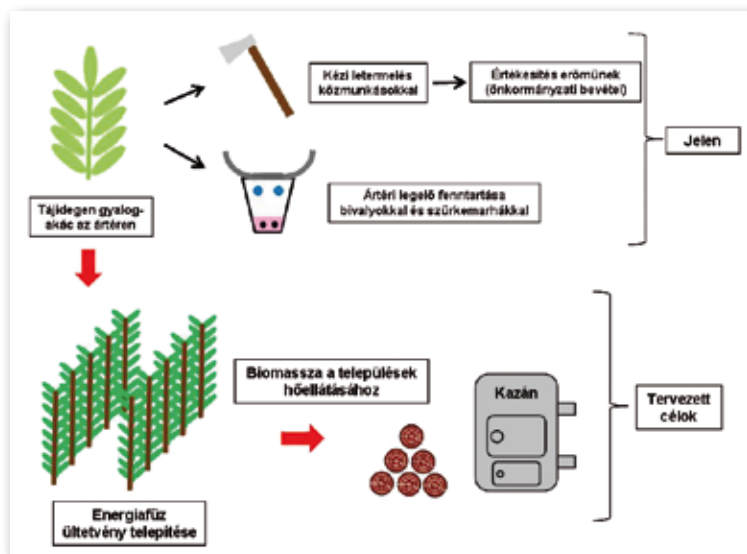 Kézi letermelés
közmunkásokkal
Értékesítés erőműnek
(önkormányzati bevétel)
Jelen
Tájidegen gyalog-
akác az ártéren
Ártéri legelő fenntartása
bivalyokkal és szürkemarhákkal
Biomassza a települések
hőellátásához
Kazán
Tervezett
célok
Energiafűz
ültetvény telepítése